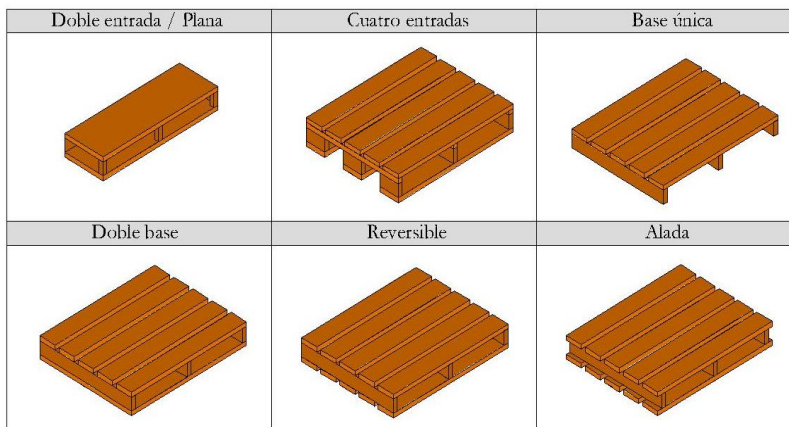 Doble entrada / Plana
Cuatro entradas
Base única
Doble base
Reversible
Alada